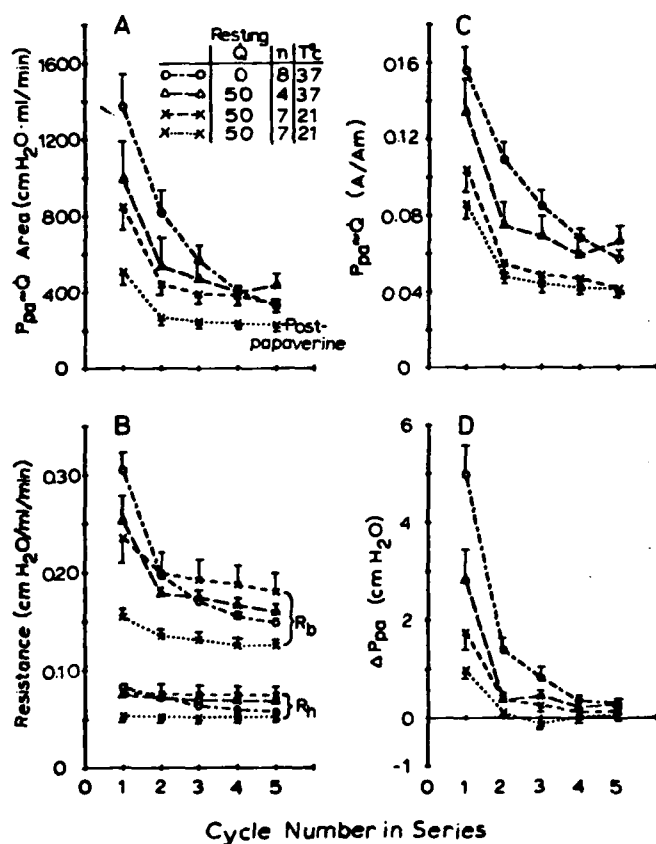 A
Resting
Q̇ n T°C
0 8 37
50 4 37
50 7 21
50 7 21
Ppa≈Q̇ Area (cm H2O·ml/min)
1600
1200
800
400
0
Post-
papaverine
C
Ppa≈Q̇ (A/Am)
0.16
0.12
0.08
0.04
0
B
Resistance (cm H2O/ml/min)
0.30
0.20
0.10
0
Rb
Rh
0 1 2 3 4 5
D
ΔPpa (cm H2O)
6
4
2
0
-1
0 1 2 3 4 5
Cycle Number in Series